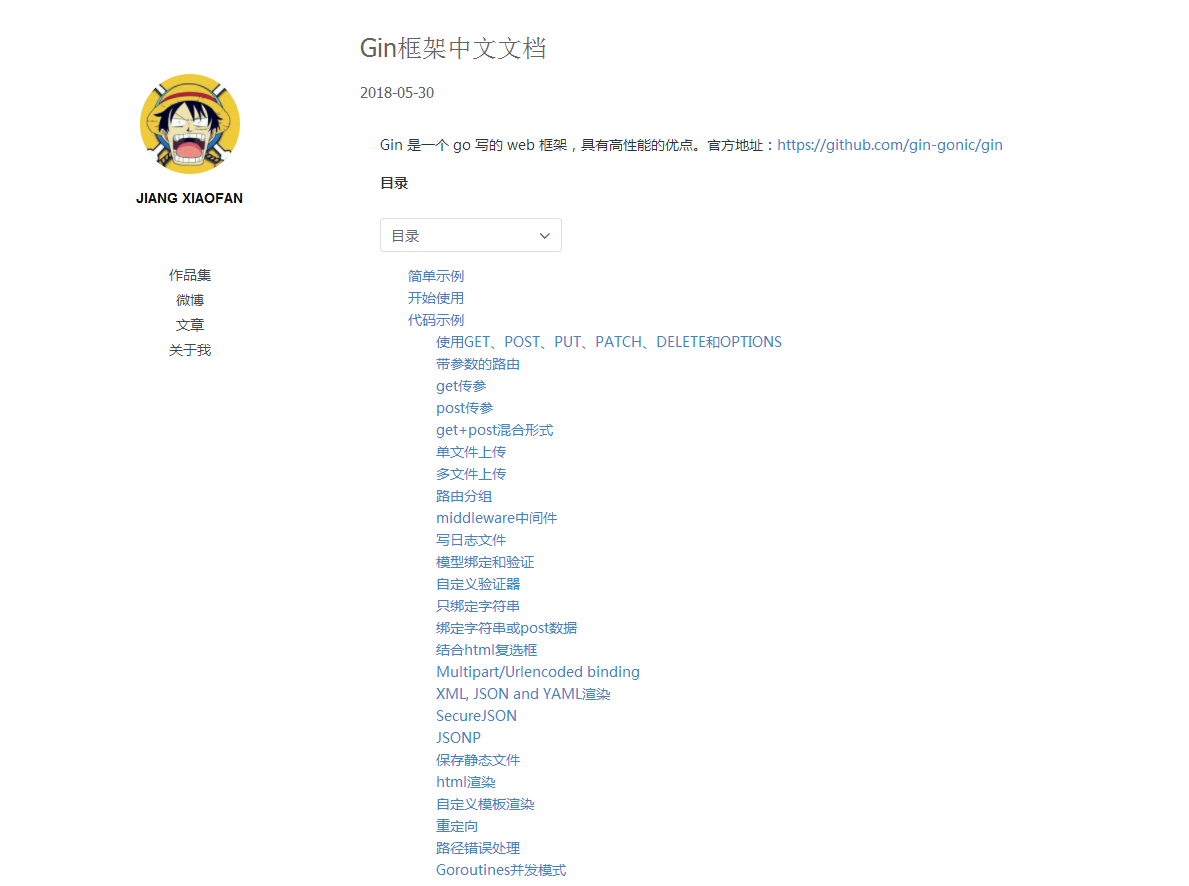 JIANG XIAOFAN
作品集
微博
文章
关于我
Gin框架中文文档
2018-05-30
Gin 是一个 go 写的 web 框架，具有高性能的优点。官方地址：https://github.com/gin-gonic/gin
目录
目录
简单示例
开始使用
代码示例
使用GET、POST、PUT、PATCH、DELETE和OPTIONS
带参数的路由
get传参
post传参
get+post混合形式
单文件上传
多文件上传
路由分组
middleware中间件
写日志文件
模型绑定和验证
自定义验证器
只绑定字符串
绑定字符串或post数据
结合html复选框
Multipart/Urlencoded binding
XML, JSON and YAML渲染
SecureJSON
JSONP
保存静态文件
html渲染
自定义模板渲染
重定向
路径错误处理
Goroutines并发模式